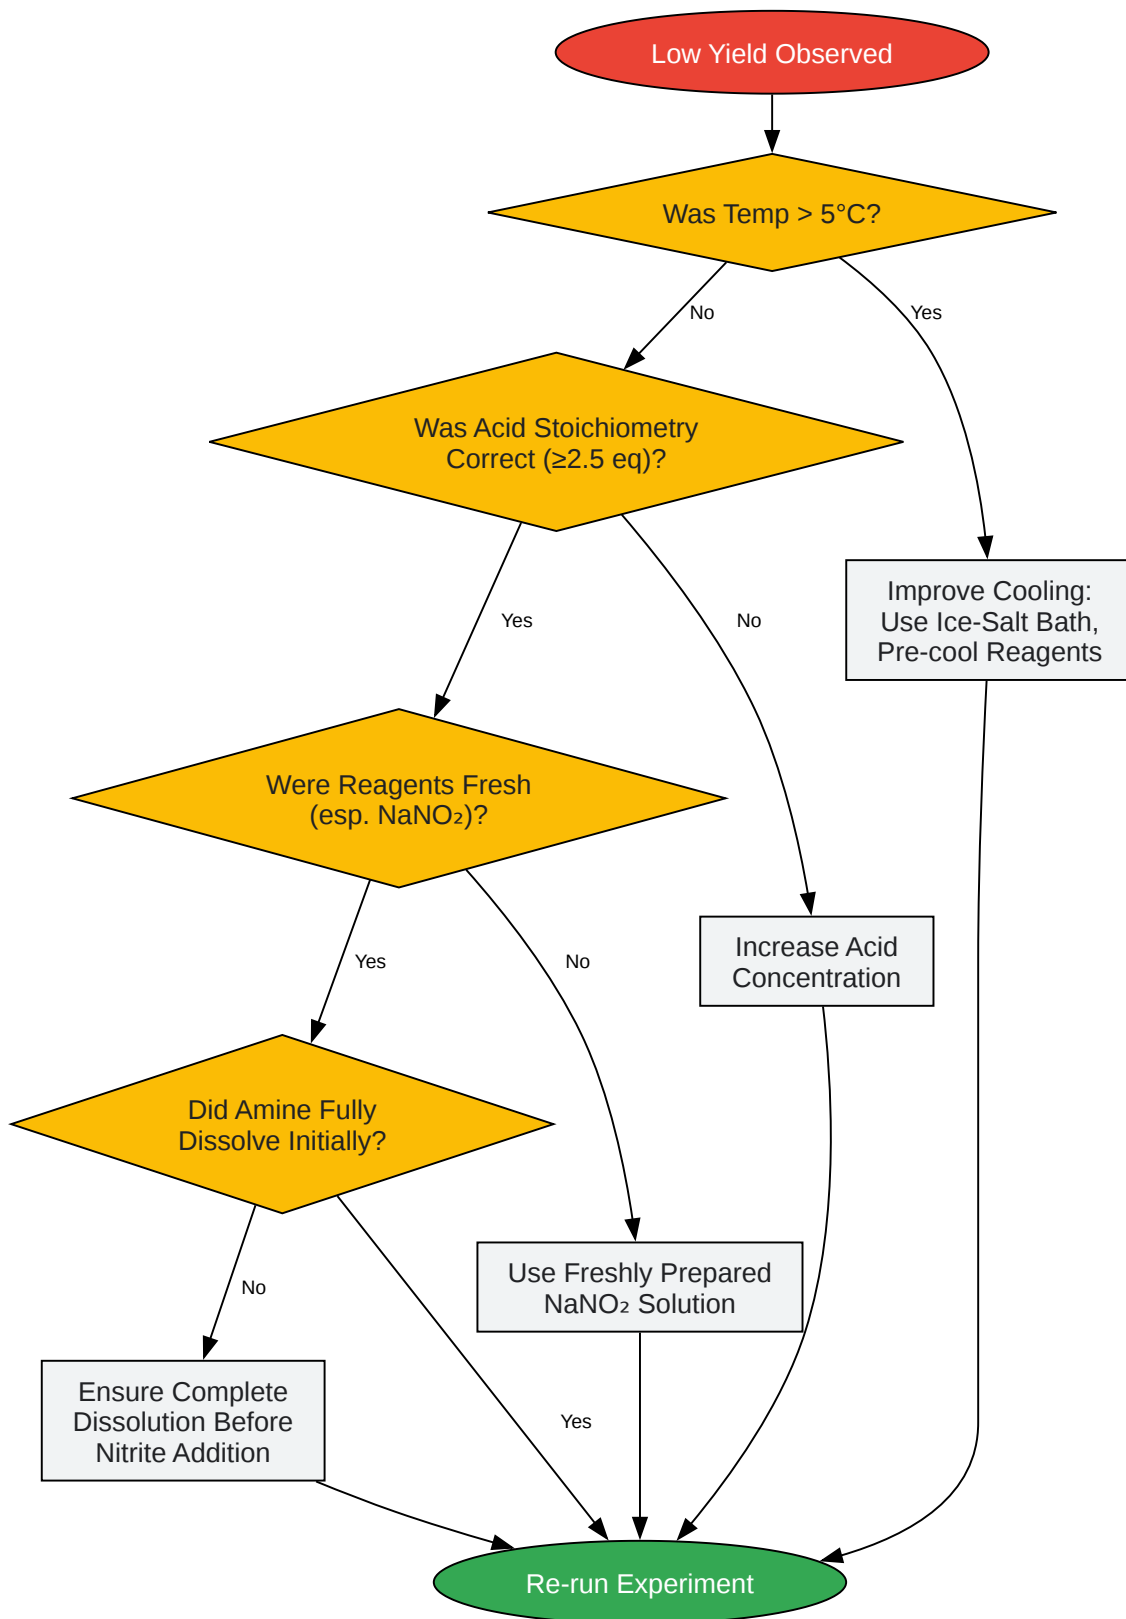 Low Yield Observed
Was Temp > 5°C?
No
Yes
Was Acid Stoichiometry
Correct (≥2.5 eq)?
Improve Cooling:
Use Ice-Salt Bath,
Pre-cool Reagents
Yes
No
Were Reagents Fresh
(esp. NaNO₂)?
Increase Acid
Concentration
Yes
No
Did Amine Fully
Dissolve Initially?
Use Freshly Prepared
NaNO₂ Solution
No
Yes
Ensure Complete
Dissolution Before
Nitrite Addition
Re-run Experiment